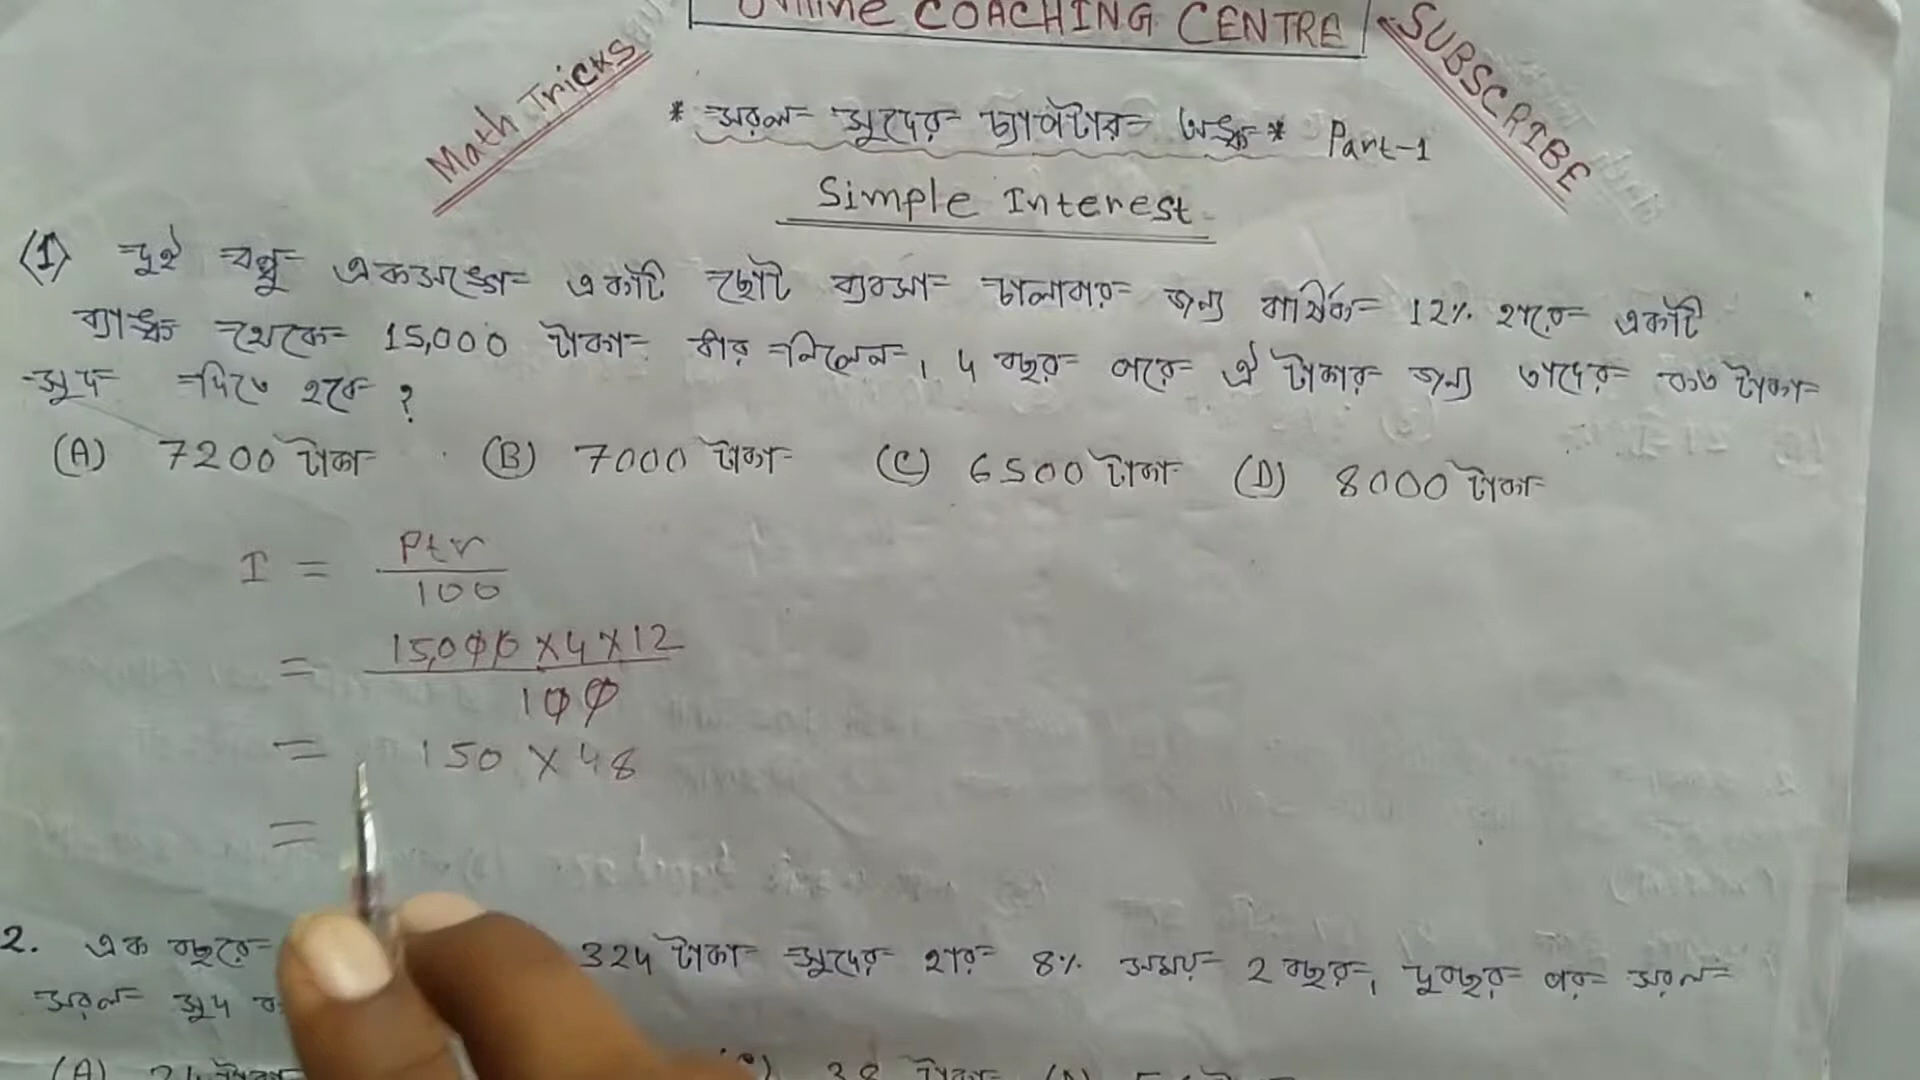 Online COACHING CENTRE
Math Tricks
SUBSCRIBE
* সরল সুদের চ্যাপটার অঙ্ক * Part-1
Simple Interest
(1) দুই বন্ধু একসঙ্গে একটি ছোট ব্যবসা চালাবার জন্য বার্ষিক 12% হারে একটি
ব্যাঙ্ক থেকে 15,000 টাকা ধার নিলেন, 4 বছর পরে ঐ টাকার জন্য তাদের কত টাকা
সুদ দিতে হবে ?
(A) 7200 টাকা (B) 7000 টাকা (C) 6500 টাকা (D) 8000 টাকা
I = Ptr
100
= 15,000 × 4 × 12
100
= 150 × 48
=
2. এক বছরে 324 টাকা সুদের হার 8% সময় 2 বছর, দুবছর পর সরল
সরল সুদ
(A) টাকা 38 টাকা (D)